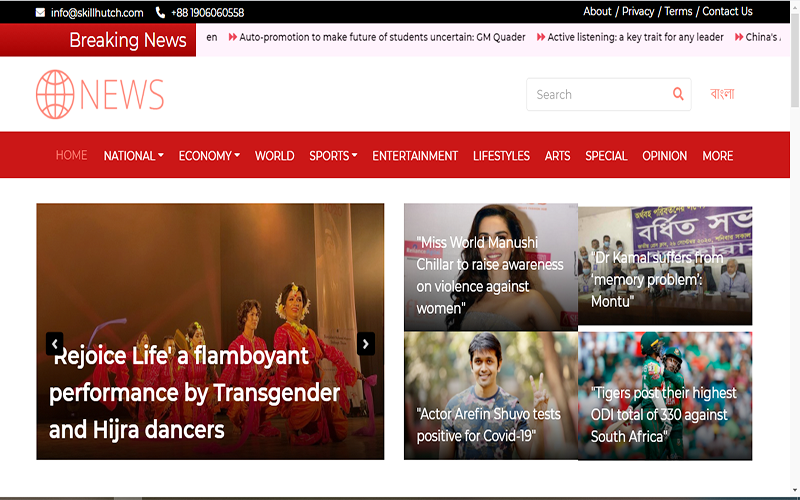 info@skillhutch.com +88 1906060558 About / Privacy / Terms / Contact Us
Breaking News en Auto-promotion to make future of students uncertain: GM Quader Active listening: a key trait for any leader China's
NEWS Search বাংলা
HOME NATIONAL ECONOMY WORLD SPORTS ENTERTAINMENT LIFESTYLES ARTS SPECIAL OPINION MORE
'Rejoice Life' a flamboyant
performance by Transgender
and Hijra dancers
"Miss World Manushi
Chillar to raise awareness
on violence against
women"
বর্ধিত সভা
"Dr Kamal suffers from
'memory problem':
Montu"
"Actor Arefin Shuvo tests
positive for Covid-19"
"Tigers post their highest
ODI total of 330 against
South Africa"